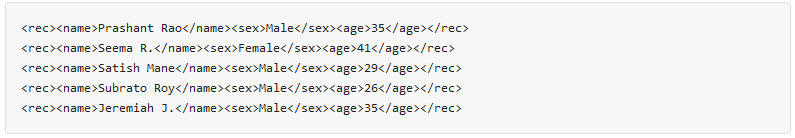 <rec><name>Prashant Rao</name><sex>Male</sex><age>35</age></rec>
<rec><name>Seema R.</name><sex>Female</sex><age>41</age></rec>
<rec><name>Satish Mane</name><sex>Male</sex><age>29</age></rec>
<rec><name>Subrato Roy</name><sex>Male</sex><age>26</age></rec>
<rec><name>Jeremiah J.</name><sex>Male</sex><age>35</age></rec>